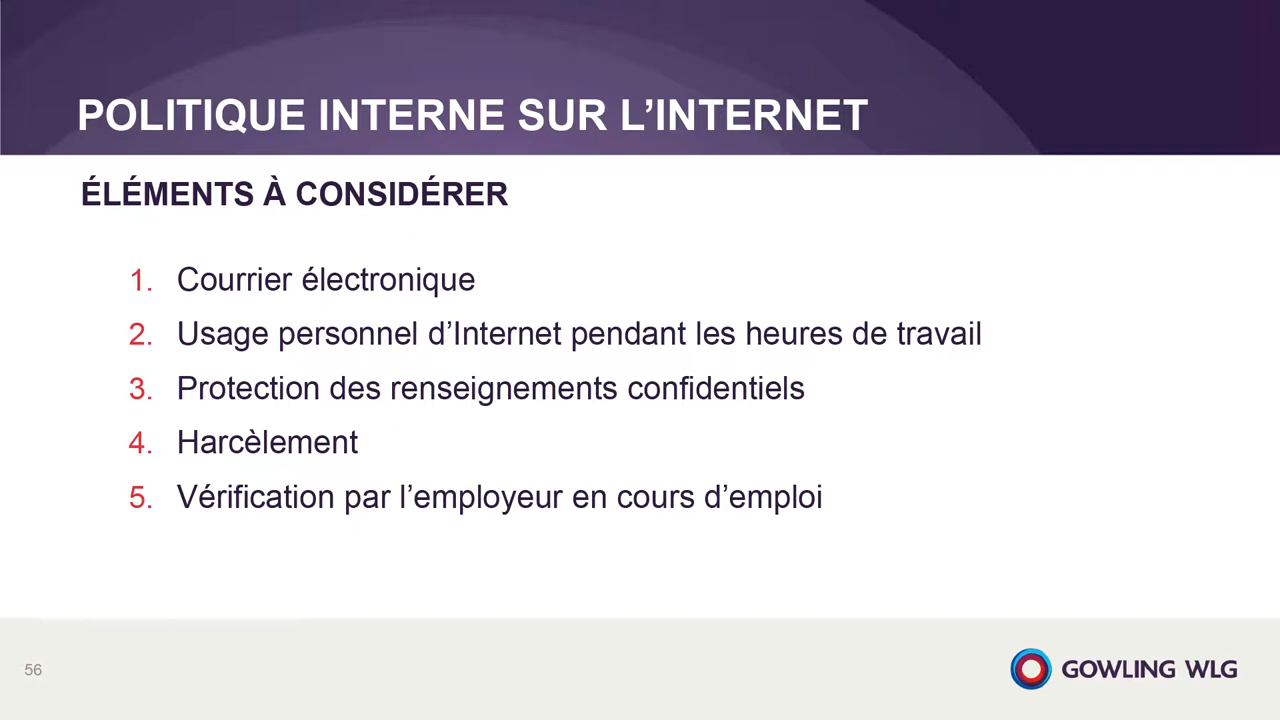 POLITIQUE INTERNE SUR L’INTERNET
ÉLÉMENTS À CONSIDÉRER
1. Courrier électronique
2. Usage personnel d’Internet pendant les heures de travail
3. Protection des renseignements confidentiels
4. Harcèlement
5. Vérification par l’employeur en cours d’emploi
56
GOWLING WLG